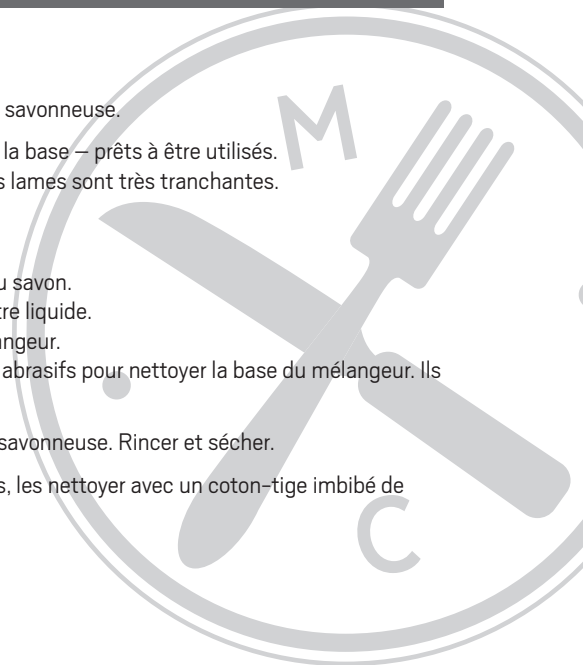 savonneuse.
la base – prêts à être utilisés.
s lames sont très tranchantes.
u savon.
tre liquide.
angeur.
abrasifs pour nettoyer la base du mélangeur. Ils
savonneuse. Rincer et sécher.
s, les nettoyer avec un coton-tige imbibé de
M
C